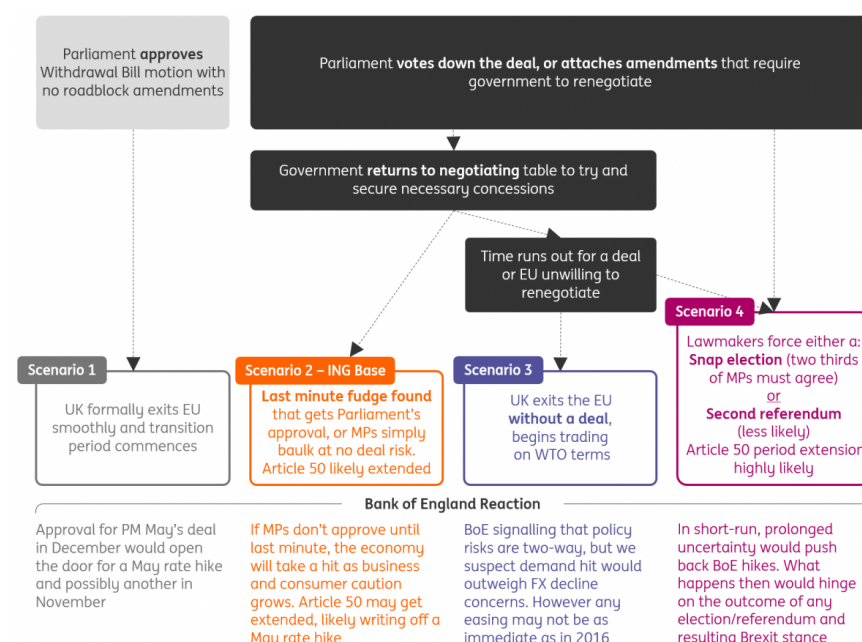 Parliament approves
Withdrawal Bill motion with
no roadblock amendments
Parliament votes down the deal, or attaches amendments that require
government to renegotiate
Government returns to negotiating table to try and
secure necessary concessions
Time runs out for a deal
or EU unwilling to
renegotiate
Scenario 1
UK formally exits EU
smoothly and transition
period commences
Scenario 2 – ING Base
Last minute fudge found
that gets Parliament's
approval, or MPs simply
baulk at no deal risk.
Article 50 likely extended
Scenario 3
UK exits the EU
without a deal,
begins trading
on WTO terms
Scenario 4
Lawmakers force either a:
Snap election (two thirds
of MPs must agree)
or
Second referendum
(less likely)
Article 50 period extension
highly likely
Bank of England Reaction
Approval for PM May's deal
in December would open
the door for a May rate hike
and possibly another in
November
If MPs don't approve until
last minute, the economy
will take a hit as business
and consumer caution
grows. Article 50 may get
extended, likely writing off a
May rate hike
BoE signalling that policy
risks are two-way, but we
suspect demand hit would
outweigh FX decline
concerns. However any
easing may not be as
immediate as in 2016
In short-run, prolonged
uncertainty would push
back BoE hikes. What
happens then would hinge
on the outcome of any
election/referendum and
resulting Brexit stance